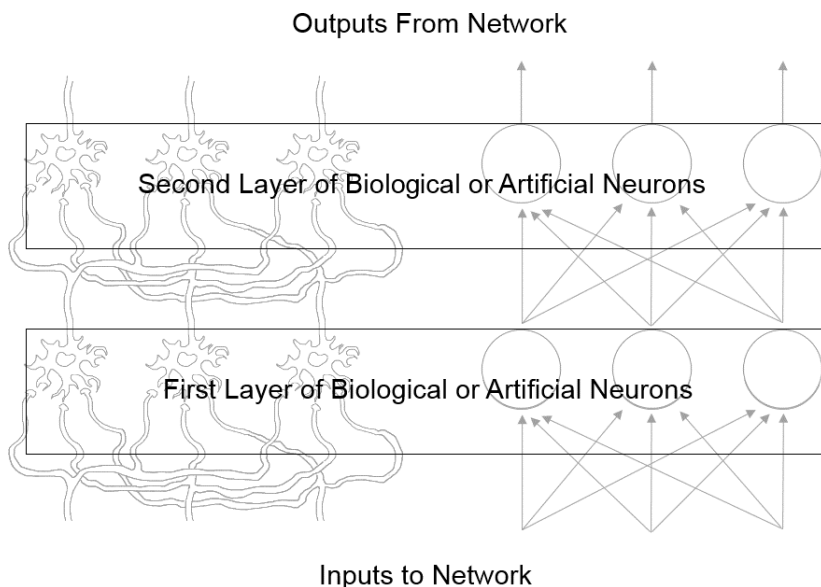 Outputs From Network
Second Layer of Biological or Artificial Neurons
First Layer of Biological or Artificial Neurons
Inputs to Network